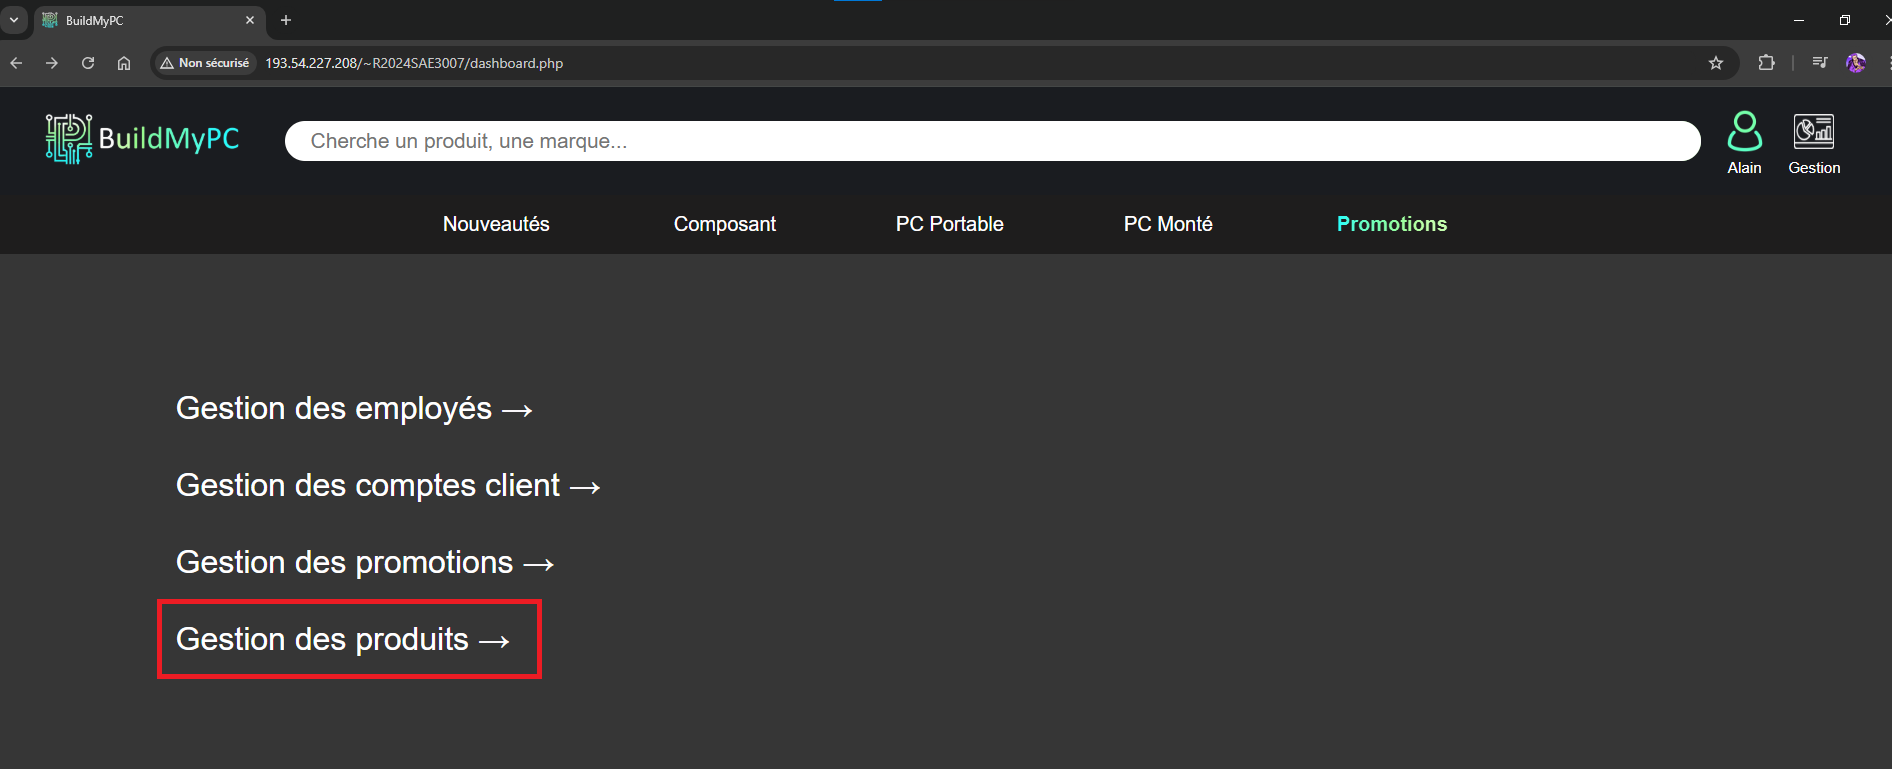 BuildMyPC
Non sécurisé 193.54.227.208/~R2024SAE3007/dashboard.php
BuildMyPC
Cherche un produit, une marque...
Alain
Gestion
Nouveautés
Composant
PC Portable
PC Monté
Promotions
Gestion des employés →
Gestion des comptes client →
Gestion des promotions →
Gestion des produits →